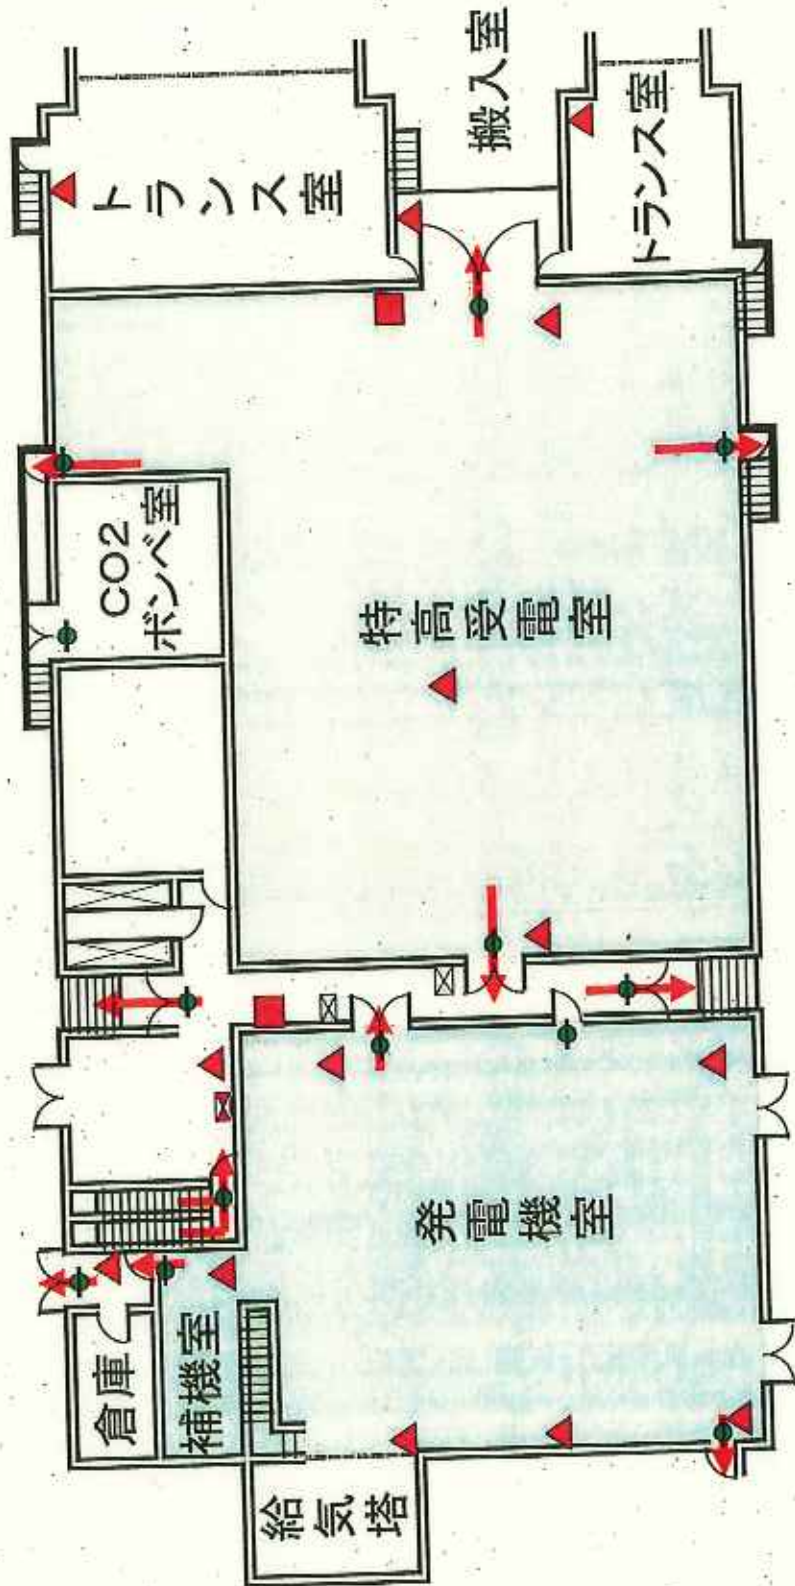 トランス室
搬入室
トランス室
CO2
ボンベ室
特高受電室
発電機室
倉庫
補機室
給気塔